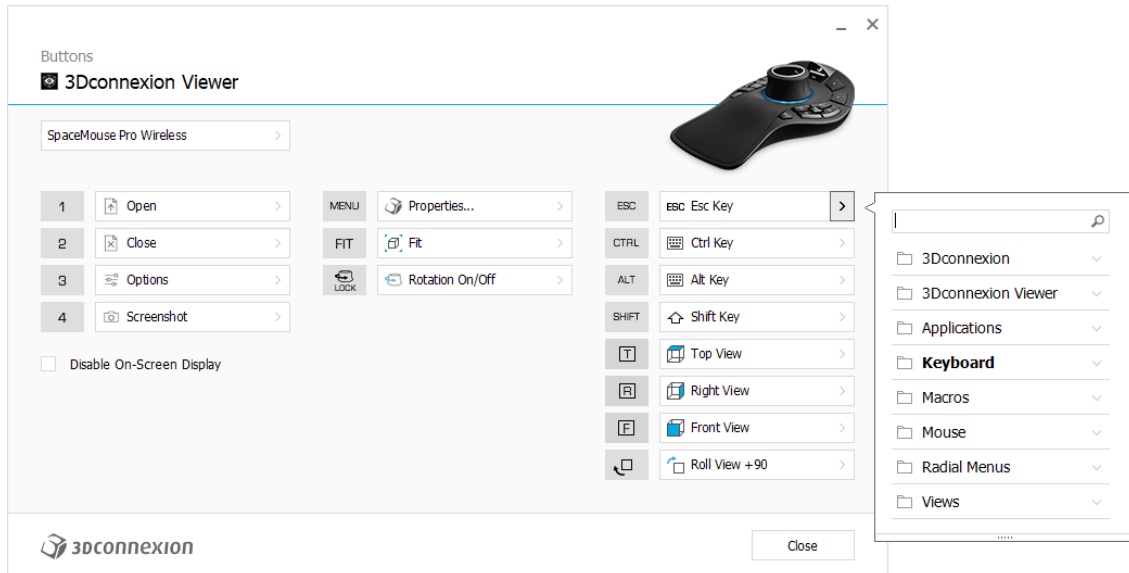 Buttons
3Dconnexion Viewer
SpaceMouse Pro Wireless
1 Open
2 Close
3 Options
4 Screenshot
Disable On-Screen Display
MENU Properties...
FIT Fit
LOCK Rotation On/Off
ESC ESC Esc Key
CTRL Ctrl Key
ALT Alt Key
SHIFT Shift Key
T Top View
R Right View
F Front View
Roll View +90
3Dconnexion
3Dconnexion Viewer
Applications
Keyboard
Macros
Mouse
Radial Menus
Views
3Dconnexion
Close